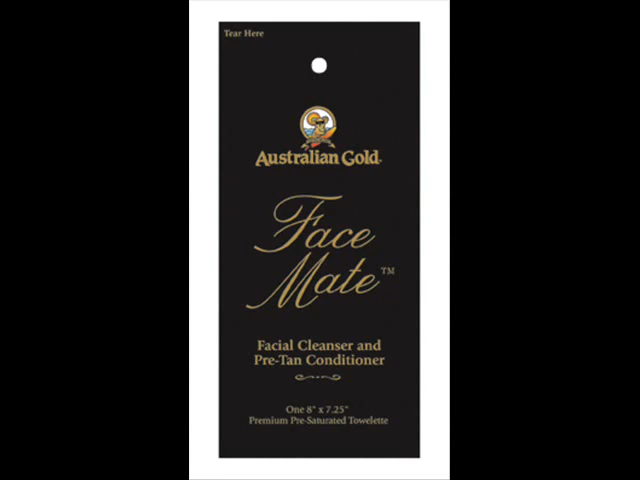 Tear Here
Australian Gold
Face
Mate™
Facial Cleanser and
Pre-Tan Conditioner
One 8" x 7.25"
Premium Pre-Saturated Towelette